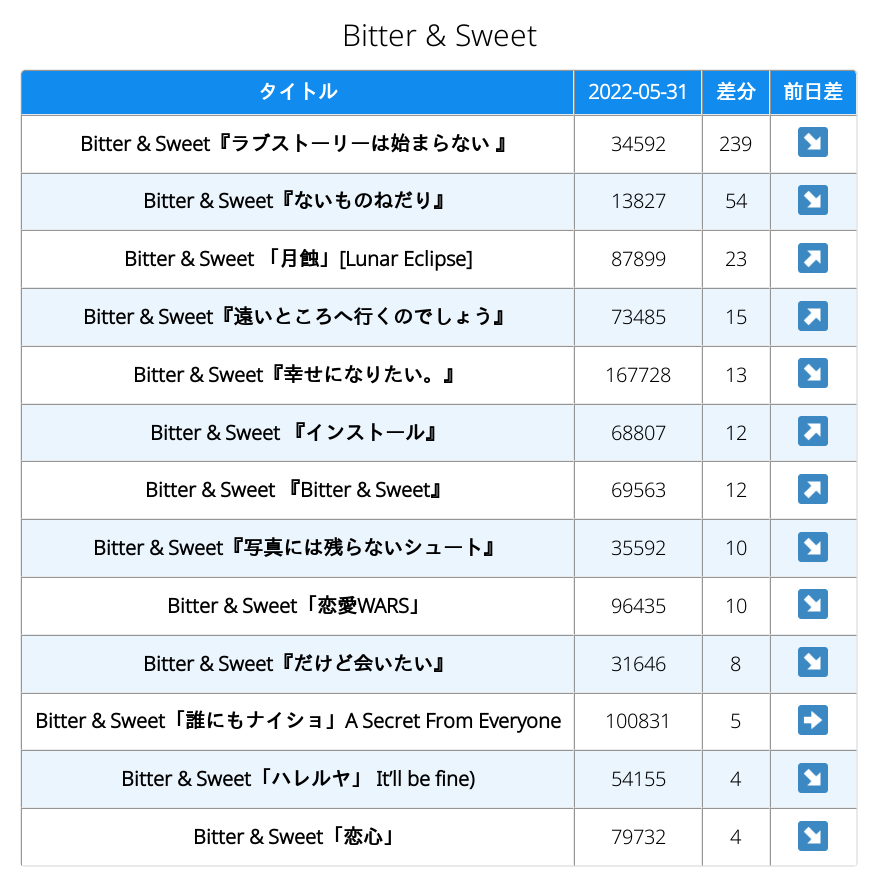 Bitter & Sweet
タイトル 2022-05-31 差分 前日差
Bitter & Sweet『ラブストーリーは始まらない 』 34592 239 ↘
Bitter & Sweet『ないものねだり』 13827 54 ↘
Bitter & Sweet 「月蝕」[Lunar Eclipse] 87899 23 ↗
Bitter & Sweet『遠いところへ行くのでしょう』 73485 15 ↗
Bitter & Sweet『幸せになりたい。』 167728 13 ↘
Bitter & Sweet 『インストール』 68807 12 ↗
Bitter & Sweet 『Bitter & Sweet』 69563 12 ↗
Bitter & Sweet『写真には残らないシュート』 35592 10 ↘
Bitter & Sweet「恋愛WARS」 96435 10 ↘
Bitter & Sweet『だけど会いたい』 31646 8 ↘
Bitter & Sweet「誰にもナイショ」A Secret From Everyone 100831 5 ➡
Bitter & Sweet「ハレルヤ」 It’ll be fine) 54155 4 ↘
Bitter & Sweet「恋心」 79732 4 ↘